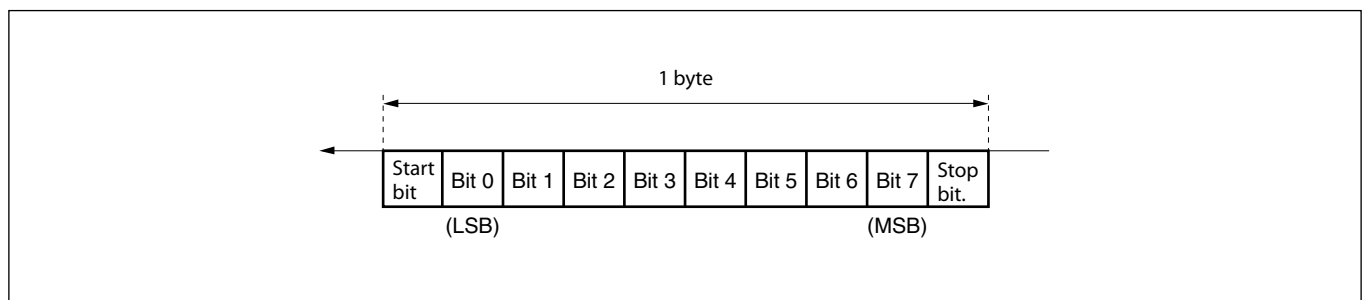 1 byte
Start
bit
Bit 0
Bit 1
Bit 2
Bit 3
Bit 4
Bit 5
Bit 6
Bit 7
Stop
bit.
(LSB)
(MSB)